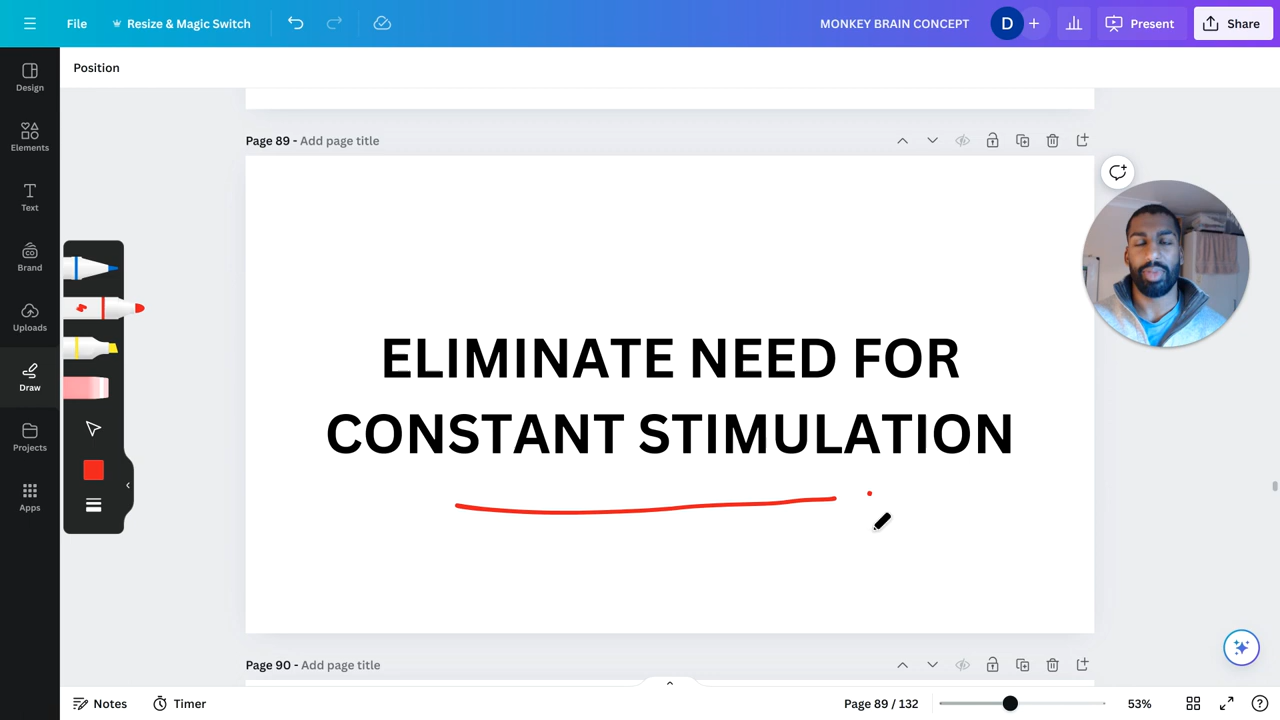 File
Resize & Magic Switch
MONKEY BRAIN CONCEPT
D
Present
Share
Position
Design
Elements
Text
Brand
Uploads
Draw
Projects
Apps
Page 89 - Add page title
ELIMINATE NEED FOR
CONSTANT STIMULATION
Page 90 - Add page title
Notes
Timer
Page 89 / 132
53%